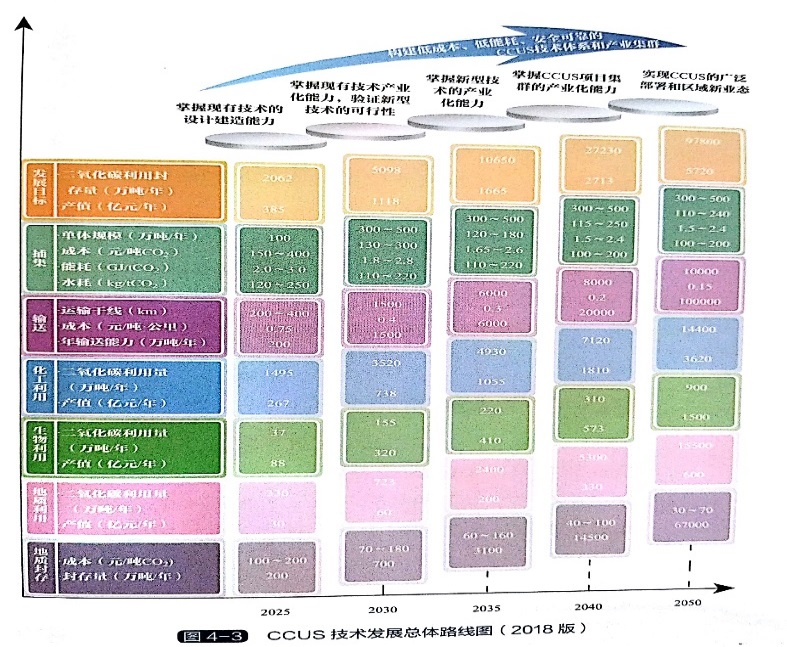 构建低成本、低能耗、安全可靠的
CCUS技术体系和产业集群
掌握现有技术的
设计建造能力
掌握现有技术产业
化能力，验证新型
技术的可行性
掌握新型技
术的产业
化能力
掌握CCUS项目集
群的产业化能力
实现CCUS的广泛
部署和区域新业态
发展目标
二氧化碳利用封
存量（万吨/年）
产值（亿元/年）
2062
385
5098
1118
10650
1665
27230
2713
97800
5720
捕集
单体规模（万吨/年）
成本（元/吨CO₂）
能耗（GJ/tCO₂）
水耗（kg/tCO₂）
100
150～400
2.0～3.0
120～250
300～500
130～300
1.8～2.8
110～220
300～500
120～180
1.65～2.6
110～220
300～500
115～250
1.5～2.4
100～200
300～500
110～240
1.5～2.4
100～200
输送
运输干线（km）
成本（元/吨·公里）
年输送能力（万吨/年）
200～400
0.75
200
1500
0.4
1500
6000
0.3
6000
8000
0.2
20000
10000
0.15
100000
化工利用
二氧化碳利用量
（万吨/年）
产值（亿元/年）
1495
267
3520
738
4930
1055
7120
1810
14400
3620
生物利用
二氧化碳利用量
（万吨/年）
产值（亿元/年）
37
88
155
320
220
410
310
573
900
1500
地质利用
二氧化碳利用量
（万吨/年）
产值（亿元/年）
330
30
723
60
2400
200
5300
330
15500
600
地质封存
成本（元/吨CO₂）
封存量（万吨/年）
100～200
200
70～180
700
60～160
3100
40～100
14500
30～70
67000
2025
2030
2035
2040
2050
图 4-3 CCUS 技术发展总体路线图（2018 版）